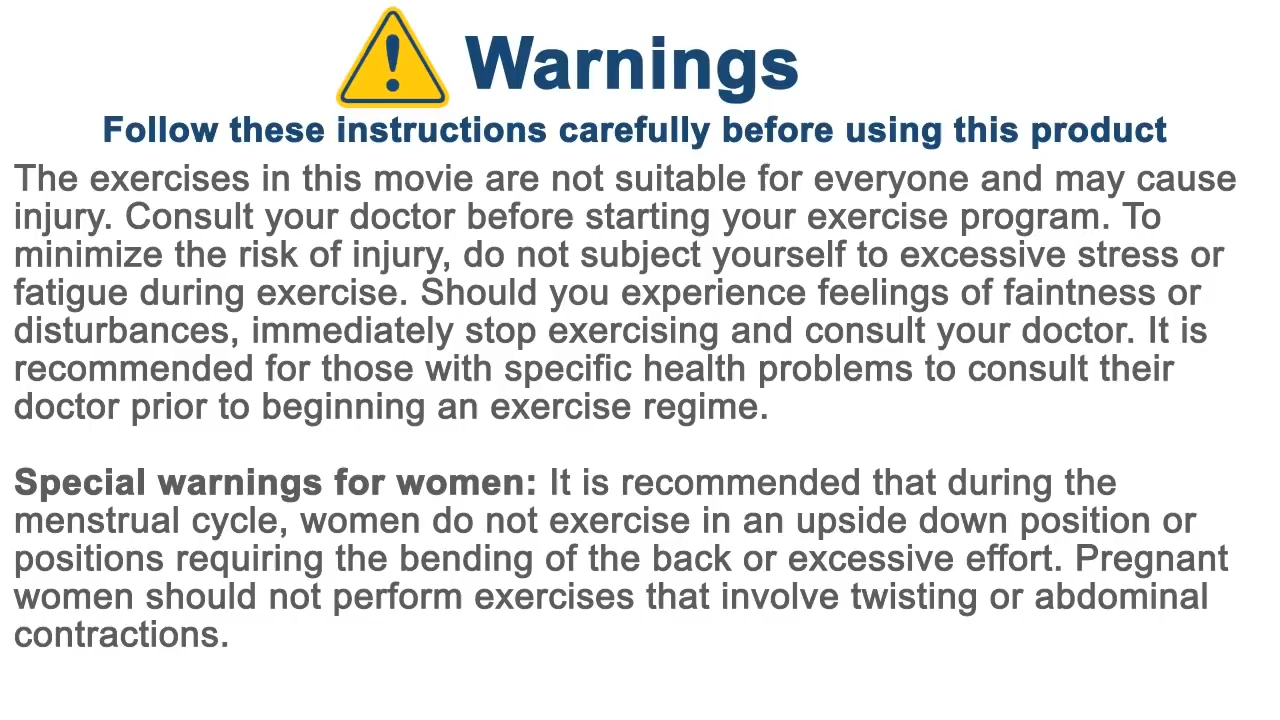 Warnings
Follow these instructions carefully before using this product
The exercises in this movie are not suitable for everyone and may cause
injury. Consult your doctor before starting your exercise program. To
minimize the risk of injury, do not subject yourself to excessive stress or
fatigue during exercise. Should you experience feelings of faintness or
disturbances, immediately stop exercising and consult your doctor. It is
recommended for those with specific health problems to consult their
doctor prior to beginning an exercise regime.
Special warnings for women: It is recommended that during the
menstrual cycle, women do not exercise in an upside down position or
positions requiring the bending of the back or excessive effort. Pregnant
women should not perform exercises that involve twisting or abdominal
contractions.